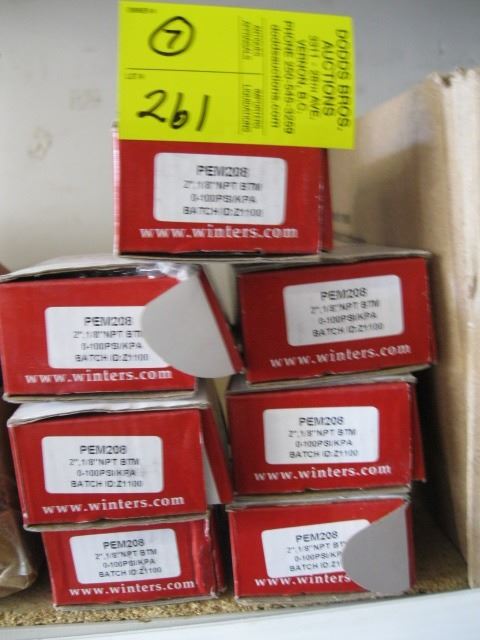 7
LOT #
261
DODDS BROS.
AUCTIONS
3311 - 28th AVE.
VERNON, B.C.
PHONE 250-545-3259
doddsauctions.com
PEM208
2",1/8"NPT BTM
0-100PSI/KPA
BATCH ID:Z1100
www.winters.com
PEM208
2",1/8"NPT BT
0-100PSI/KPA
BATCH ID:Z1100
www.winters.com
PEM208
2",1/8"NPT BTM
0-100PSI/KPA
BATCH ID:Z1100
winters.com
PEM208
2",1/8"NPT BTM
0-100PSI/KPA
BATCH ID:Z1100
www.winters.com
PEM208
2",1/8"NPT BTM
0-100PSI/KPA
BATCH ID:Z1100
www.winters.com
PEM208
2",1/8"NPT BTM
0-100PSI/KPA
BATCH ID:Z1100
www.winters.com
PEM208
2",1/8"NPT BTM
0-100PSI/KPA
BATCH ID:Z1100
www.winters.com